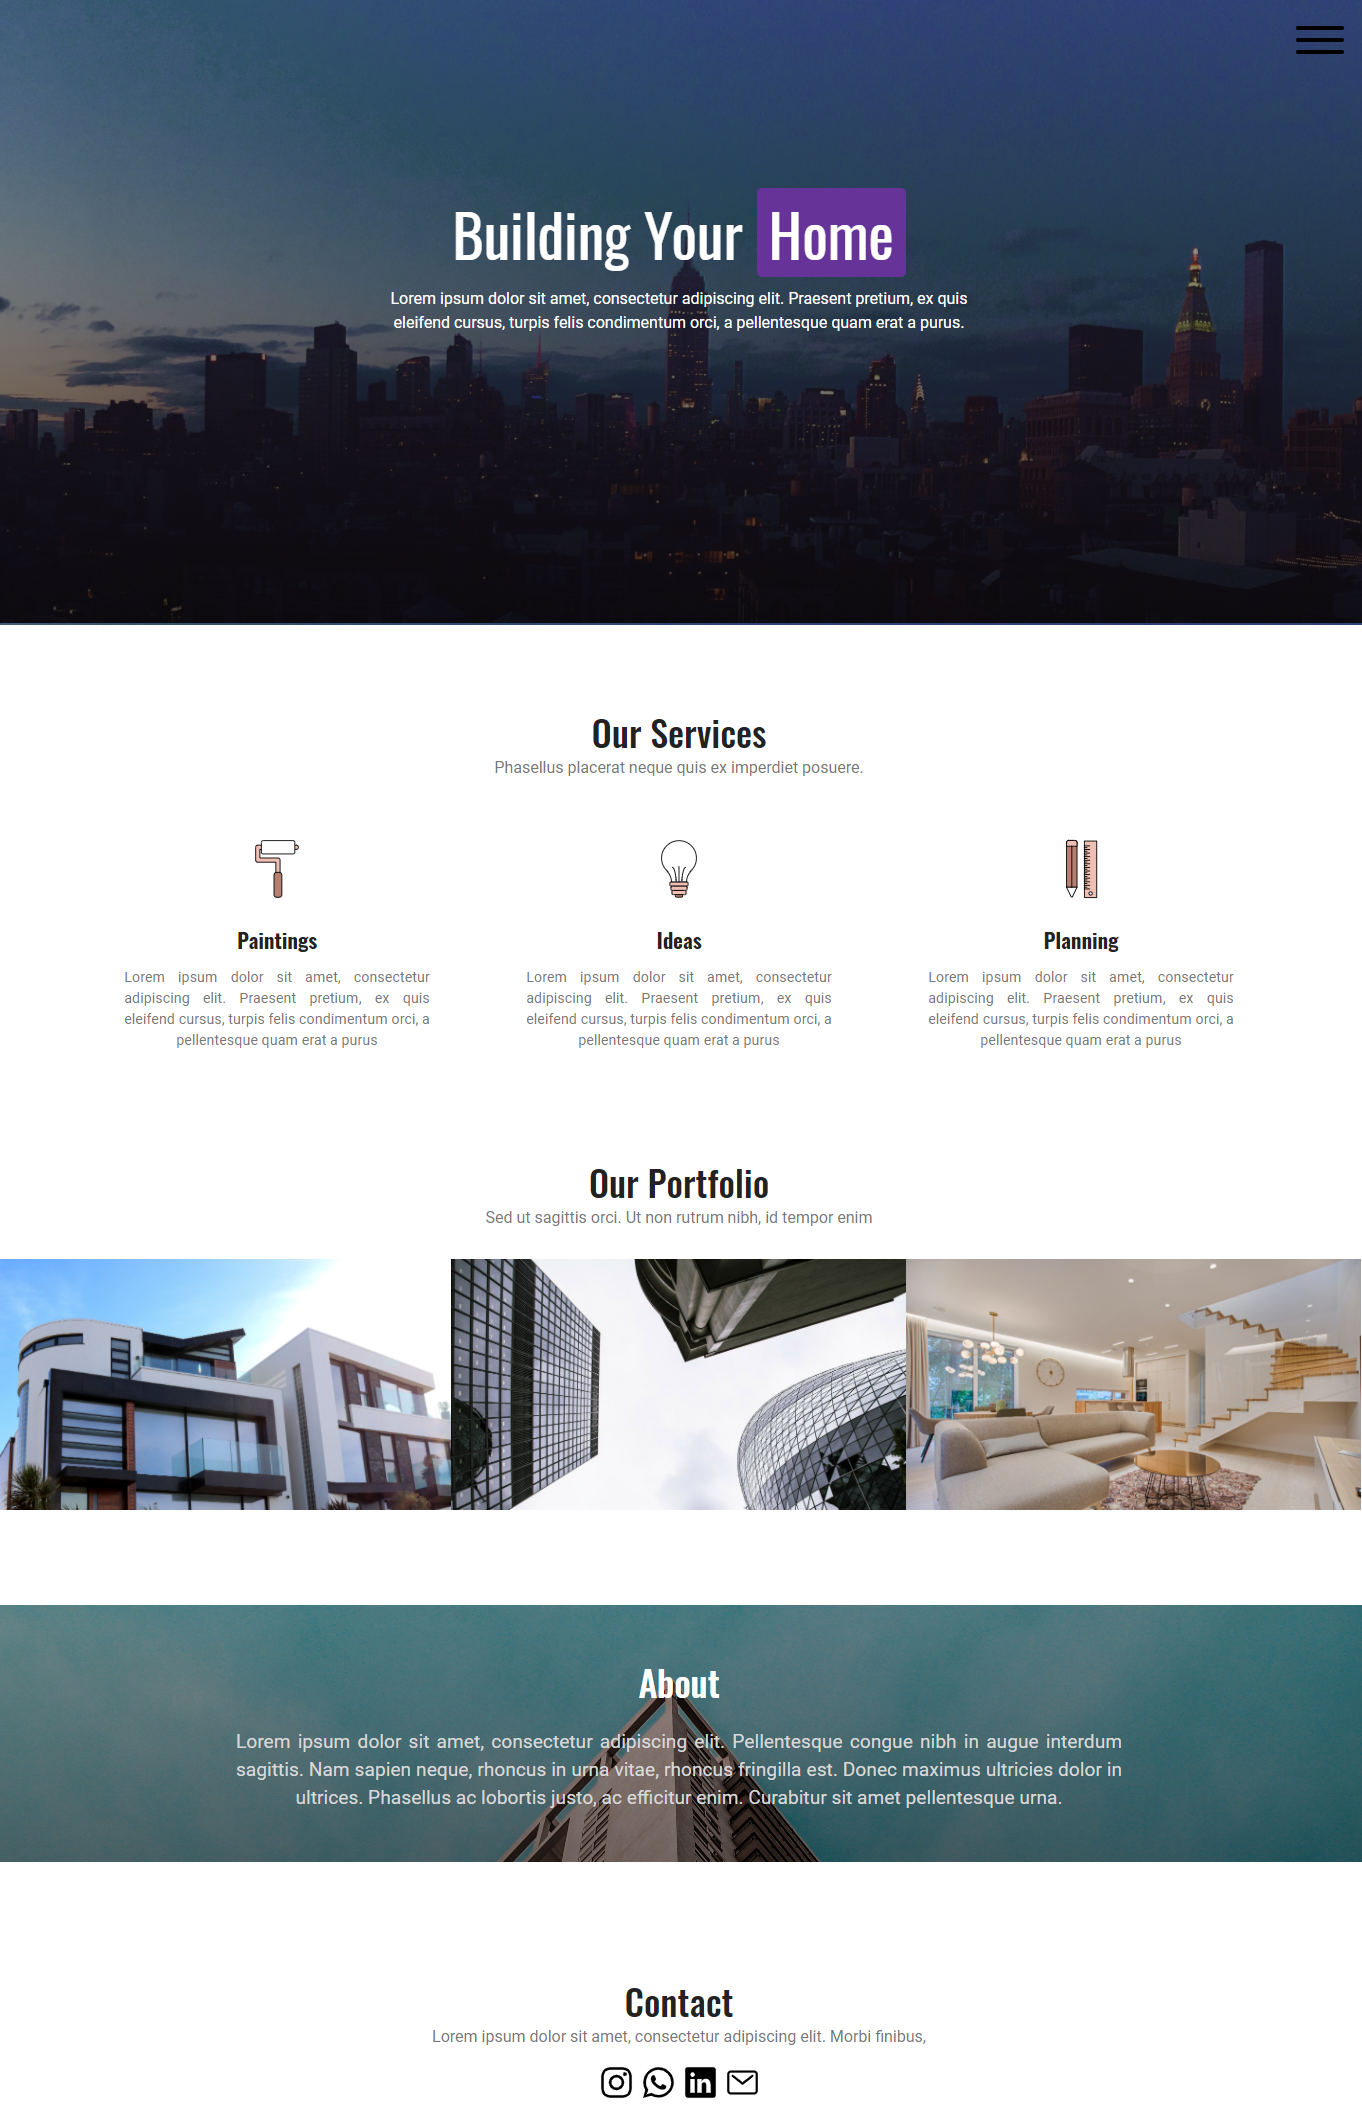 Building Your Home
Lorem ipsum dolor sit amet, consectetur adipiscing elit. Praesent pretium, ex quis
eleifend cursus, turpis felis condimentum orci, a pellentesque quam erat a purus.
Our Services
Phasellus placerat neque quis ex imperdiet posuere.
Paintings
Lorem ipsum dolor sit amet, consectetur
adipiscing elit. Praesent pretium, ex quis
eleifend cursus, turpis felis condimentum orci, a
pellentesque quam erat a purus
Ideas
Lorem ipsum dolor sit amet, consectetur
adipiscing elit. Praesent pretium, ex quis
eleifend cursus, turpis felis condimentum orci, a
pellentesque quam erat a purus
Planning
Lorem ipsum dolor sit amet, consectetur
adipiscing elit. Praesent pretium, ex quis
eleifend cursus, turpis felis condimentum orci, a
pellentesque quam erat a purus
Our Portfolio
Sed ut sagittis orci. Ut non rutrum nibh, id tempor enim
About
Lorem ipsum dolor sit amet, consectetur adipiscing elit. Pellentesque congue nibh in augue interdum
sagittis. Nam sapien neque, rhoncus in urna vitae, rhoncus fringilla est. Donec maximus ultricies dolor in
ultrices. Phasellus ac lobortis justo, ac efficitur enim. Curabitur sit amet pellentesque urna.
Contact
Lorem ipsum dolor sit amet, consectetur adipiscing elit. Morbi finibus,
in